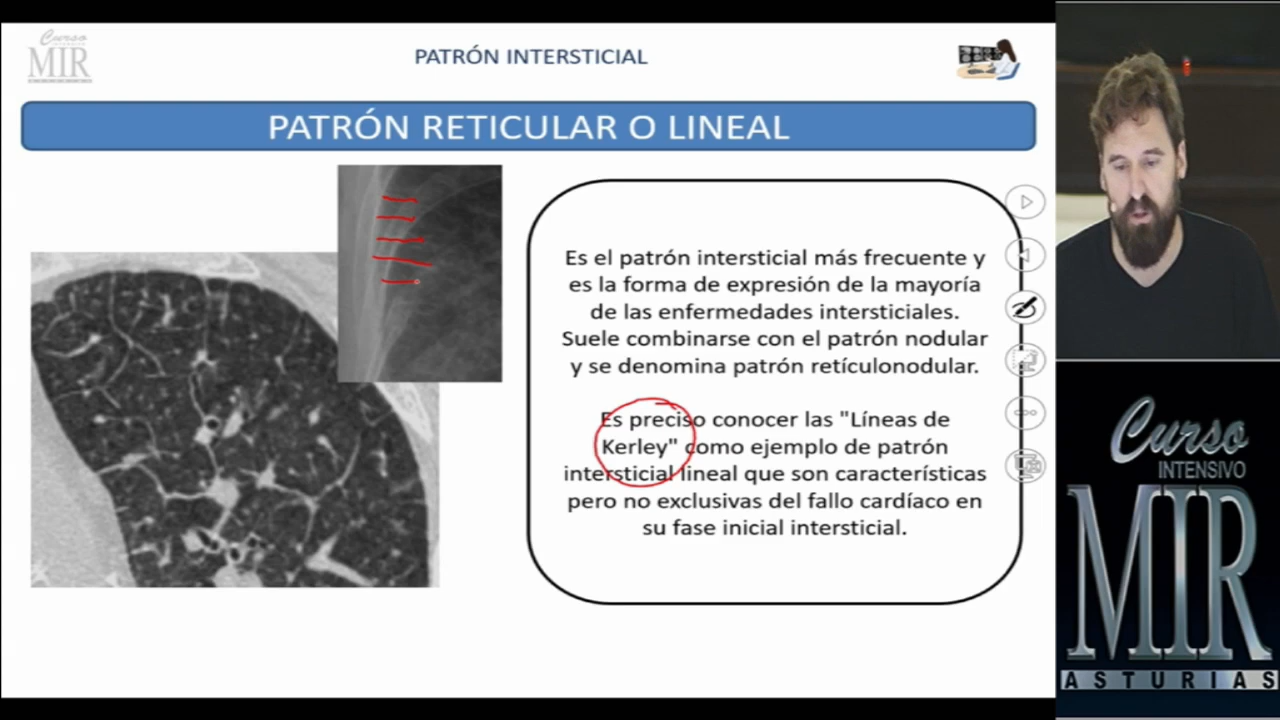 Curso
INTENSIVO
MIR
PATRÓN INTERSTICIAL
PATRÓN RETICULAR O LINEAL
Es el patrón intersticial más frecuente y
es la forma de expresión de la mayoría
de las enfermedades intersticiales.
Suele combinarse con el patrón nodular
y se denomina patrón retículonodular.
Es preciso conocer las "Líneas de
Kerley" como ejemplo de patrón
intersticial lineal que son características
pero no exclusivas del fallo cardíaco en
su fase inicial intersticial.
Curso
INTENSIVO
MIR
ASTURIAS